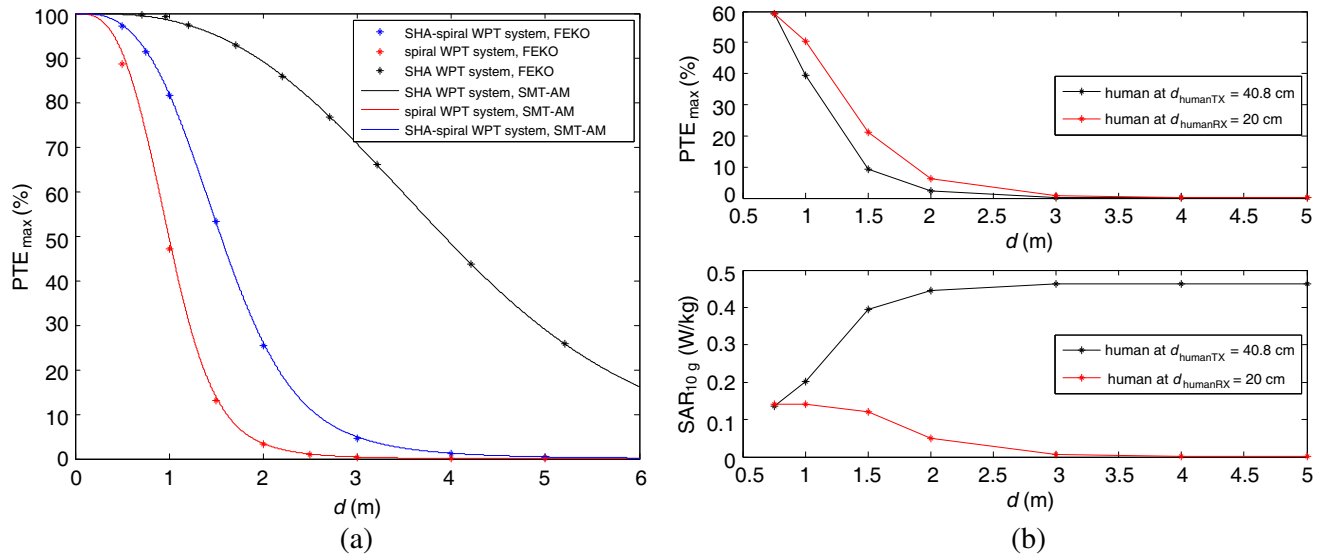 100
90
80
70
60
50
40
30
20
10
0
PTE max (%)
0 1 2 3 4 5 6
d (m)
SHA-spiral WPT system, FEKO
spiral WPT system, FEKO
SHA WPT system, FEKO
SHA WPT system, SMT-AM
spiral WPT system, SMT-AM
SHA-spiral WPT system, SMT-AM
(a)
60
50
40
30
20
10
0
PTE max (%)
0.5 1 1.5 2 2.5 3 3.5 4 4.5 5
d (m)
human at d humanTX = 40.8 cm
human at d humanRX = 20 cm
0.5
0.4
0.3
0.2
0.1
0
SAR 10 g (W/kg)
0.5 1 1.5 2 2.5 3 3.5 4 4.5 5
d (m)
human at d humanTX = 40.8 cm
human at d humanRX = 20 cm
(b)